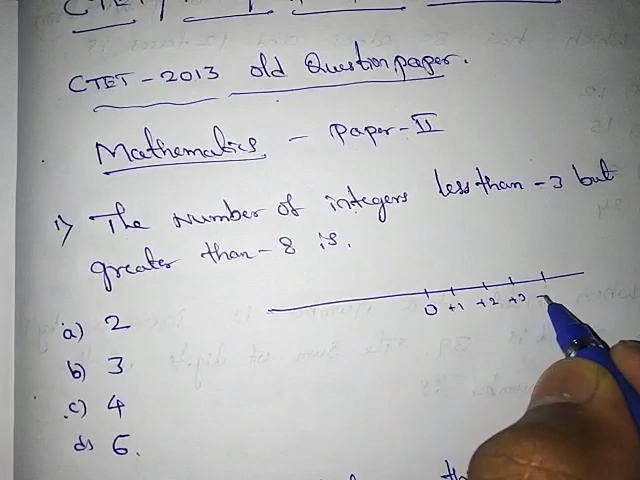 CTET - 2013 old Question paper.
Mathematics - Paper-II
1) The Number of integers less than -3 but
greater than -8 is.
0 +1 +2 +3
a) 2
b) 3
c) 4
d) 6.